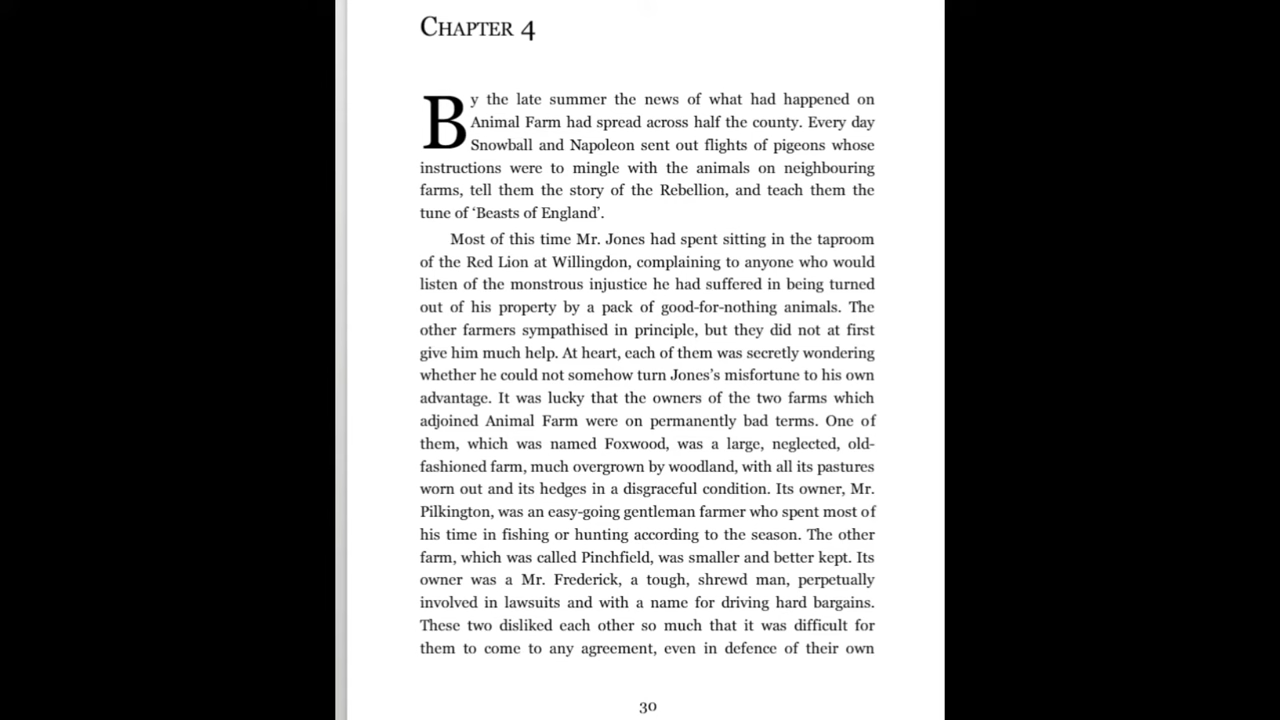 CHAPTER 4
By the late summer the news of what had happened on
Animal Farm had spread across half the county. Every day
Snowball and Napoleon sent out flights of pigeons whose
instructions were to mingle with the animals on neighbouring
farms, tell them the story of the Rebellion, and teach them the
tune of ‘Beasts of England’.
Most of this time Mr. Jones had spent sitting in the taproom
of the Red Lion at Willingdon, complaining to anyone who would
listen of the monstrous injustice he had suffered in being turned
out of his property by a pack of good-for-nothing animals. The
other farmers sympathised in principle, but they did not at first
give him much help. At heart, each of them was secretly wondering
whether he could not somehow turn Jones’s misfortune to his own
advantage. It was lucky that the owners of the two farms which
adjoined Animal Farm were on permanently bad terms. One of
them, which was named Foxwood, was a large, neglected, old-
fashioned farm, much overgrown by woodland, with all its pastures
worn out and its hedges in a disgraceful condition. Its owner, Mr.
Pilkington, was an easy-going gentleman farmer who spent most of
his time in fishing or hunting according to the season. The other
farm, which was called Pinchfield, was smaller and better kept. Its
owner was a Mr. Frederick, a tough, shrewd man, perpetually
involved in lawsuits and with a name for driving hard bargains.
These two disliked each other so much that it was difficult for
them to come to any agreement, even in defence of their own
30